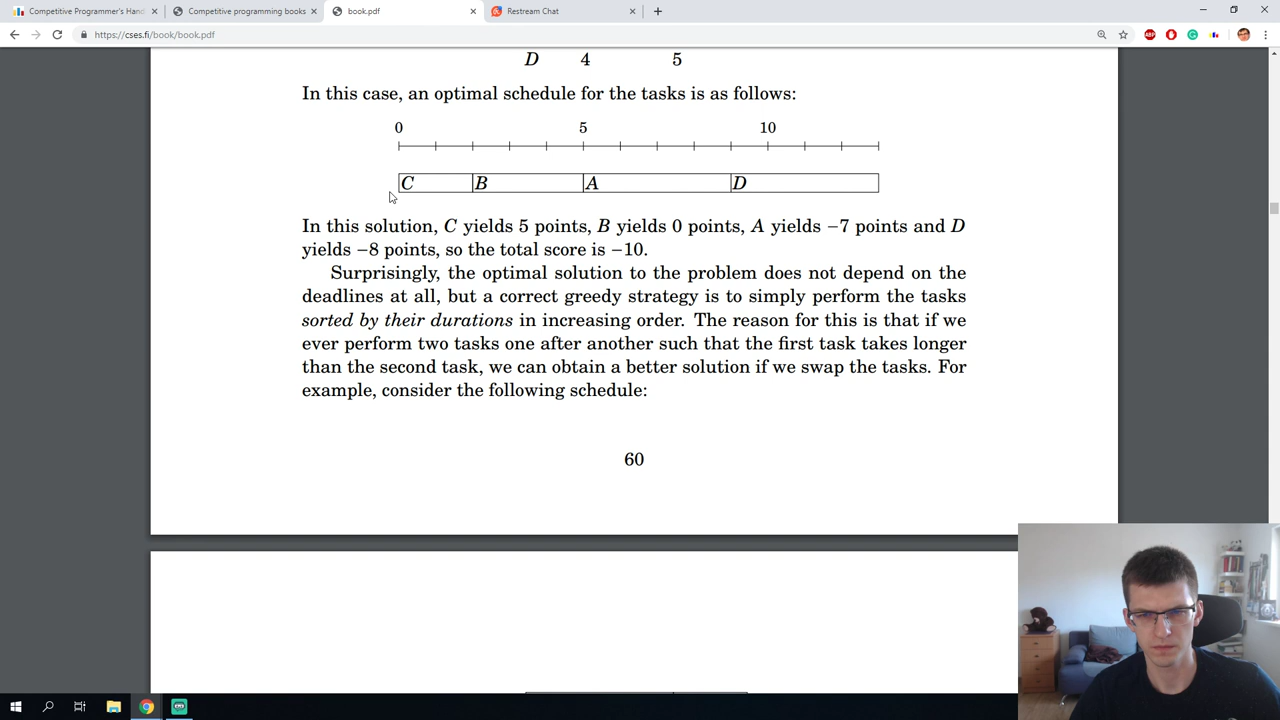 Competitive Programmer's Hand
Competitive programming books
book.pdf
Restream Chat
https://cses.fi/book/book.pdf
D 4 5
In this case, an optimal schedule for the tasks is as follows:
0 5 10
C B A D
In this solution, C yields 5 points, B yields 0 points, A yields −7 points and D
yields −8 points, so the total score is −10.
Surprisingly, the optimal solution to the problem does not depend on the
deadlines at all, but a correct greedy strategy is to simply perform the tasks
sorted by their durations in increasing order. The reason for this is that if we
ever perform two tasks one after another such that the first task takes longer
than the second task, we can obtain a better solution if we swap the tasks. For
example, consider the following schedule:
60